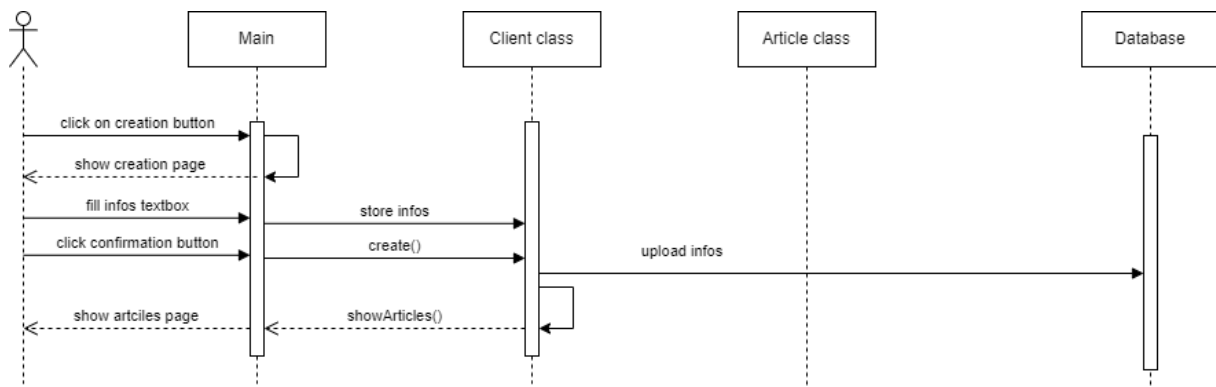 Main
Client class
Article class
Database
click on creation button
show creation page
fill infos textbox
store infos
click confirmation button
create()
upload infos
show artciles page
showArticles()